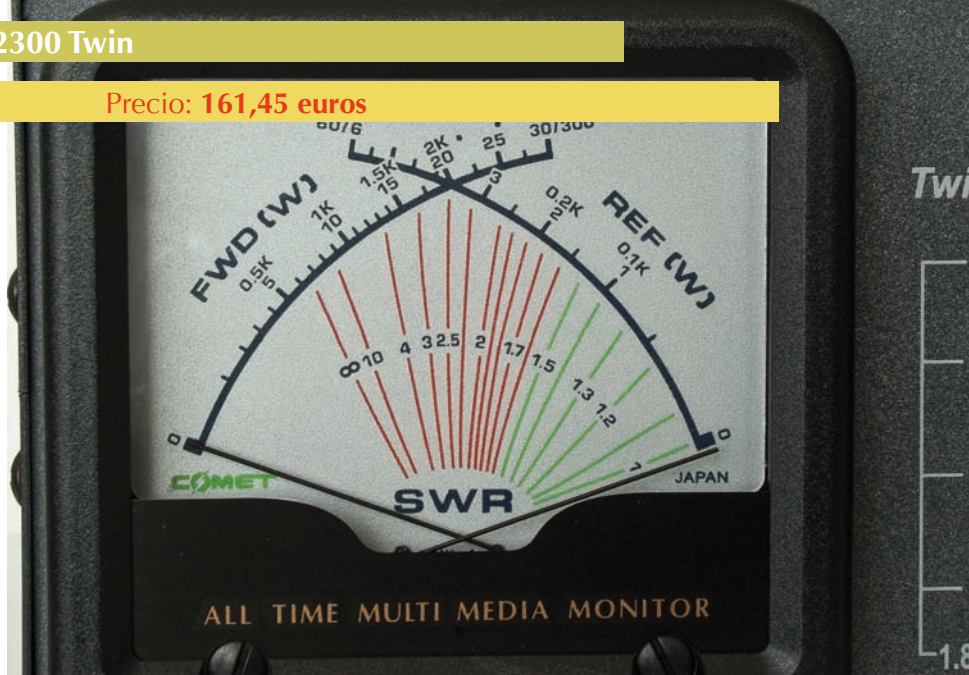 2300 Twin
Precio: 161,45 euros
60/6
30/300
2K
20
25
3
1.5K
15
0.2K
2
1K
10
0.1K
1
0.5K
5
FWD (W)
REF (W)
∞ 10 4 3 2.5 2 1.7 1.5 1.3 1.2 1
0
0
COMET
SWR
JAPAN
ALL TIME MULTI MEDIA MONITOR
Twi
1.8